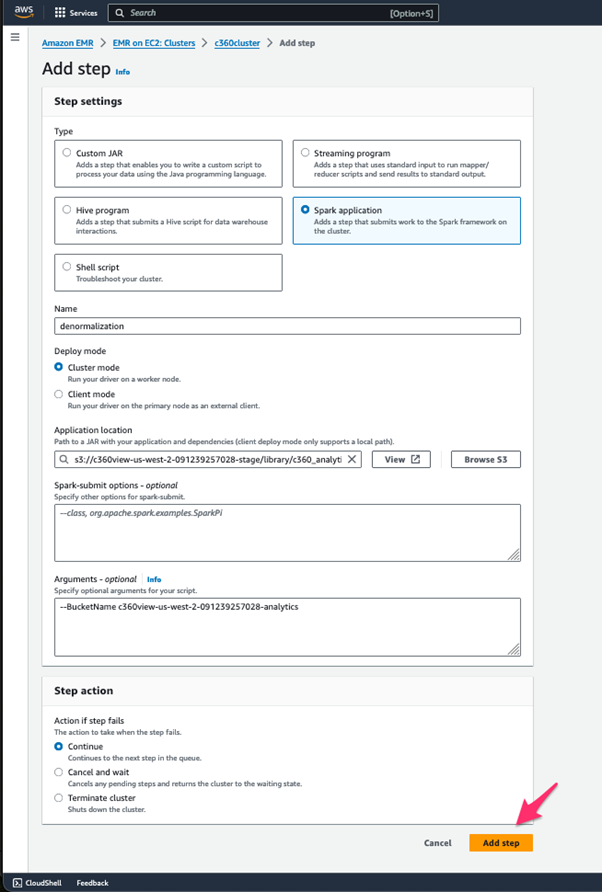 aws
Services
Search
[Option+S]
Amazon EMR > EMR on EC2: Clusters > c360cluster > Add step
Add step Info
Step settings
Type
Custom JAR
Adds a step that enables you to write a custom script to
process your data using the Java programming language.
Streaming program
Adds a step that uses standard input to run mapper/
reducer scripts and send results to standard output.
Hive program
Adds a step that submits a Hive script for data warehouse
interactions.
Spark application
Adds a step that submits work to the Spark framework on
the cluster.
Shell script
Troubleshoot your cluster.
Name
denormalization
Deploy mode
Cluster mode
Run your driver on a worker node.
Client mode
Run your driver on the primary node as an external client.
Application location
Path to a JAR with your application and dependencies (client deploy mode only supports a local path).
s3://c360view-us-west-2-091239257028-stage/library/c360_analyti
View
Browse S3
Spark-submit options - optional
Specify other options for spark-submit.
--class, org.apache.spark.examples.SparkPi
Arguments - optional Info
Specify optional arguments for your script.
--BucketName c360view-us-west-2-091239257028-analytics
Step action
Action if step fails
The action to take when the step fails.
Continue
Continues to the next step in the queue.
Cancel and wait
Cancels any pending steps and returns the cluster to the waiting state.
Terminate cluster
Shuts down the cluster.
Cancel
Add step
CloudShell
Feedback